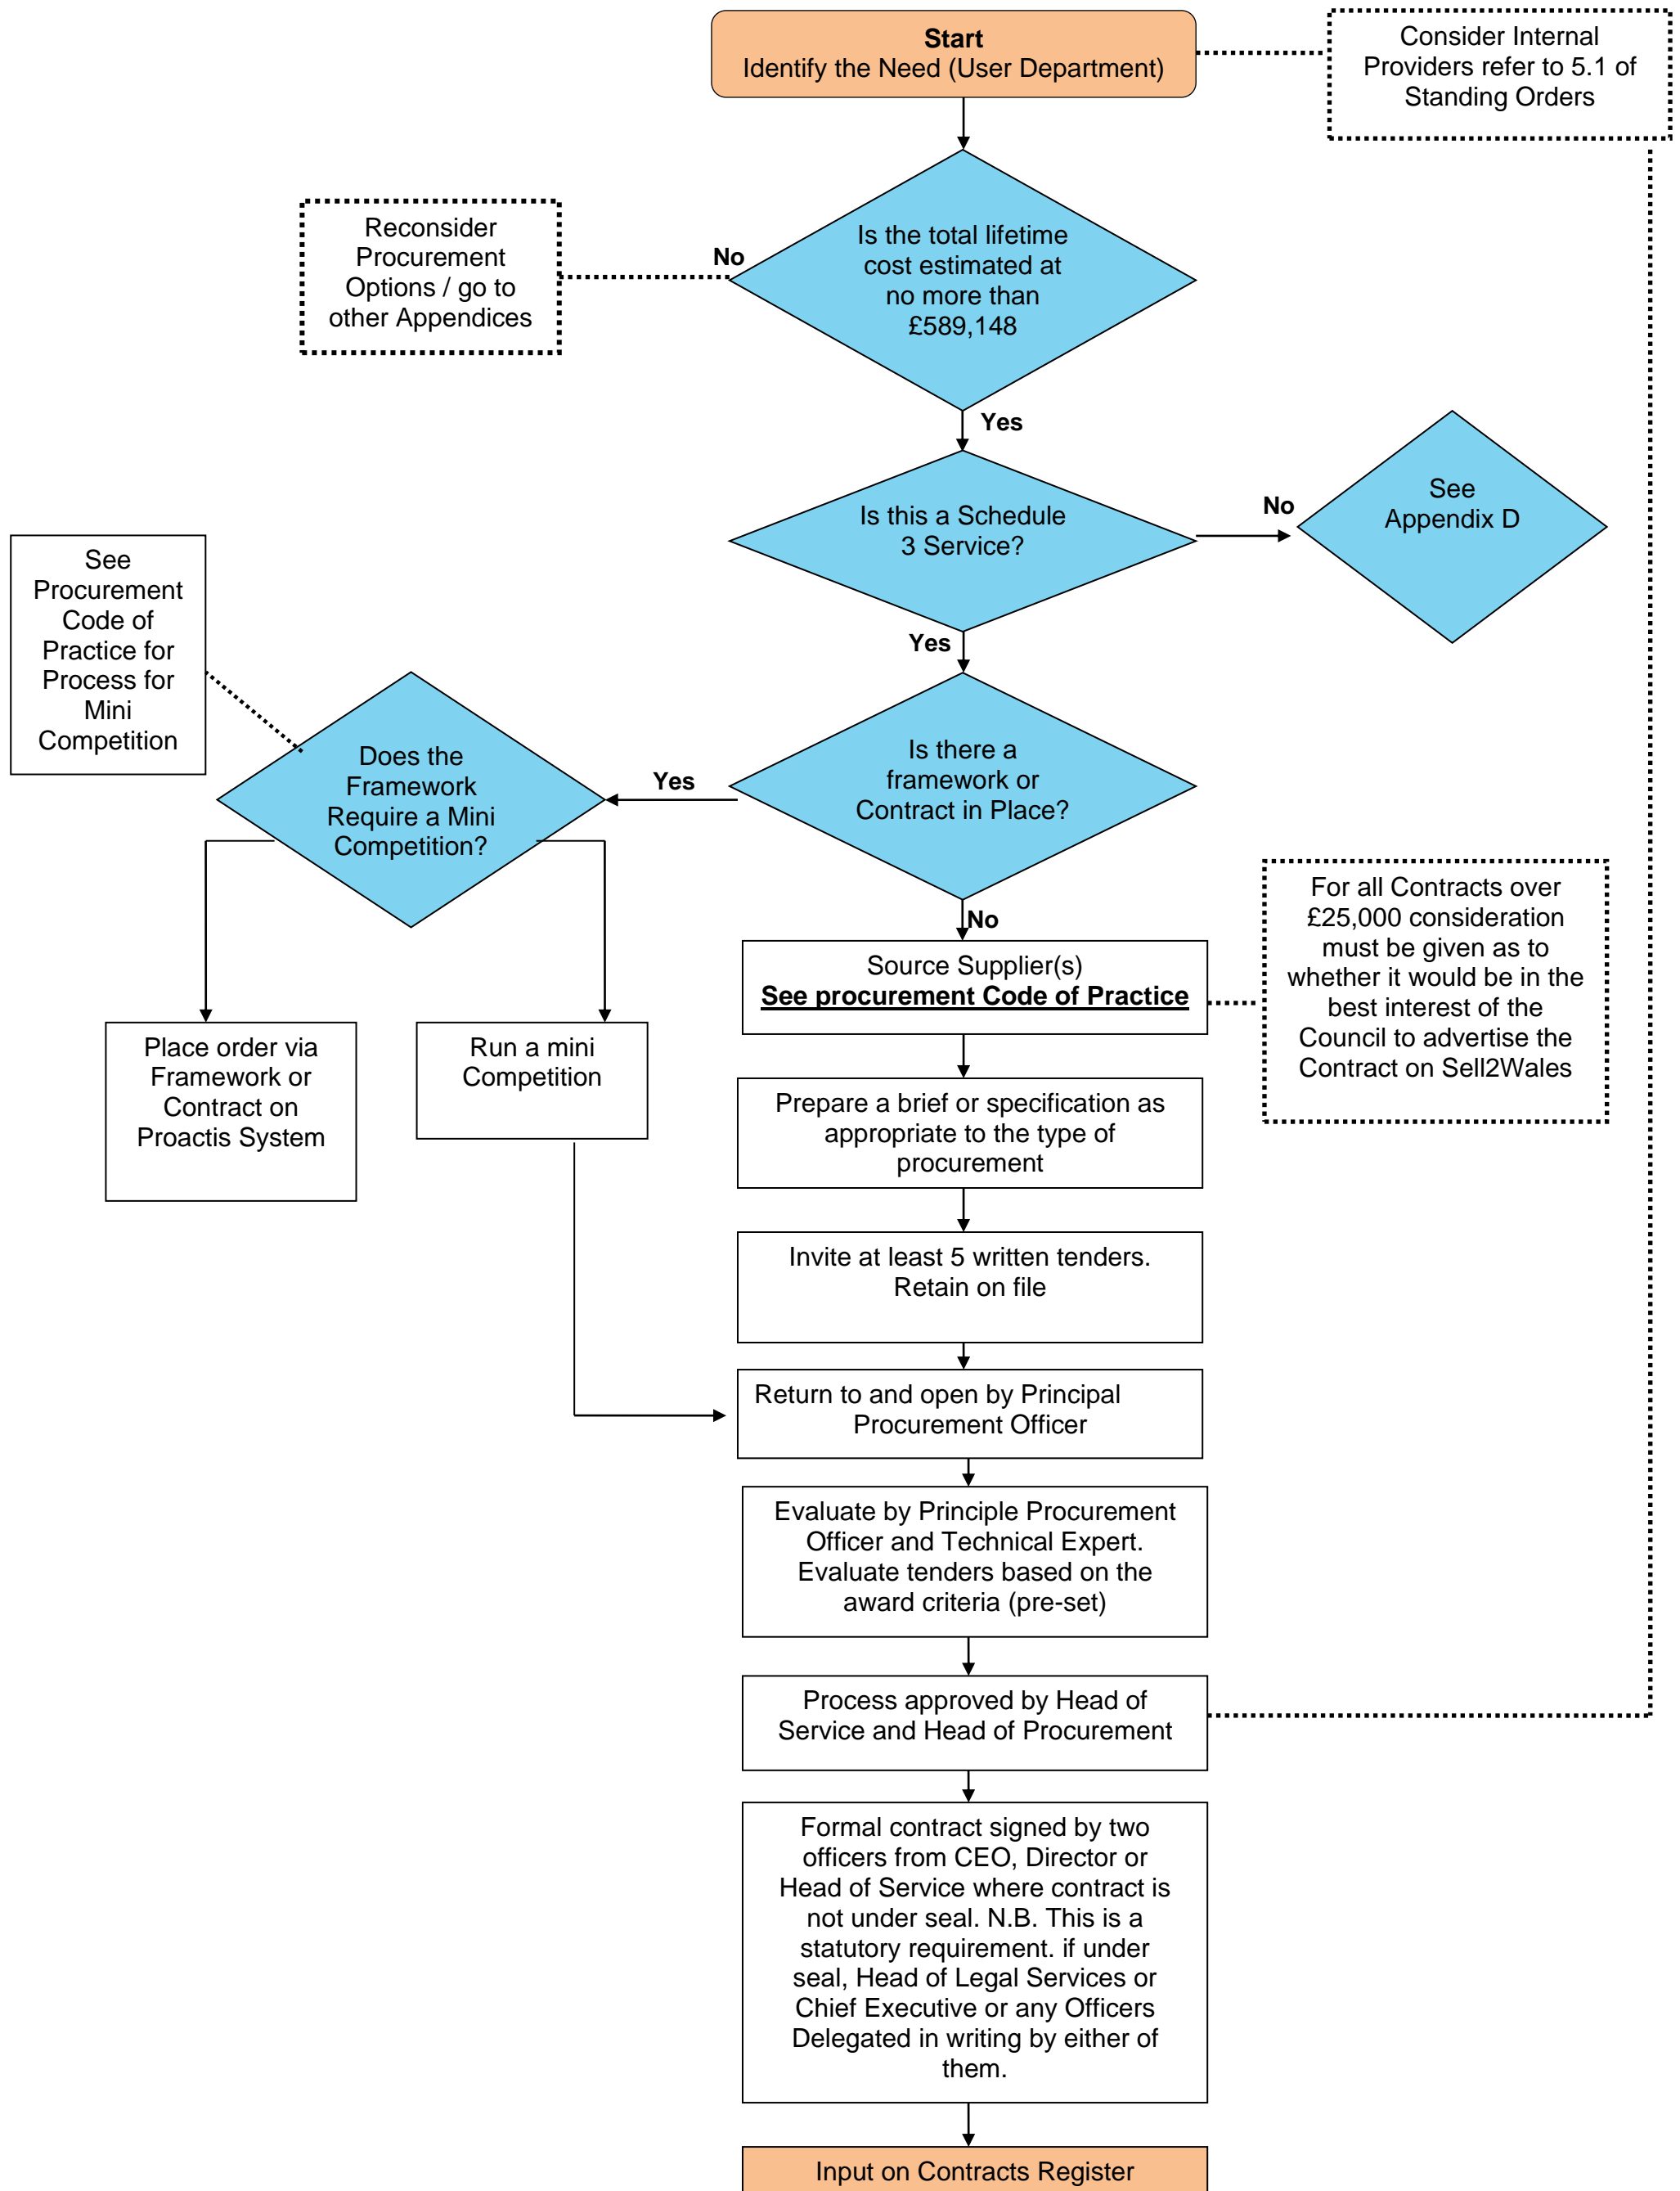 Start
Identify the Need (User Department)
Consider Internal
Providers refer to 5.1 of
Standing Orders
Reconsider
Procurement
Options / go to
other Appendices
No
Is the total lifetime
cost estimated at
no more than
£589,148
Yes
Is this a Schedule
3 Service?
No
See
Appendix D
Yes
See
Procurement
Code of
Practice for
Process for
Mini
Competition
Does the
Framework
Require a Mini
Competition?
Yes
Is there a
framework or
Contract in Place?
No
For all Contracts over
£25,000 consideration
must be given as to
whether it would be in the
best interest of the
Council to advertise the
Contract on Sell2Wales
Source Supplier(s)
See procurement Code of Practice
Place order via
Framework or
Contract on
Proactis System
Run a mini
Competition
Prepare a brief or specification as
appropriate to the type of
procurement
Invite at least 5 written tenders.
Retain on file
Return to and open by Principal
Procurement Officer
Evaluate by Principle Procurement
Officer and Technical Expert.
Evaluate tenders based on the
award criteria (pre-set)
Process approved by Head of
Service and Head of Procurement
Formal contract signed by two
officers from CEO, Director or
Head of Service where contract is
not under seal. N.B. This is a
statutory requirement. if under
seal, Head of Legal Services or
Chief Executive or any Officers
Delegated in writing by either of
them.
Input on Contracts Register